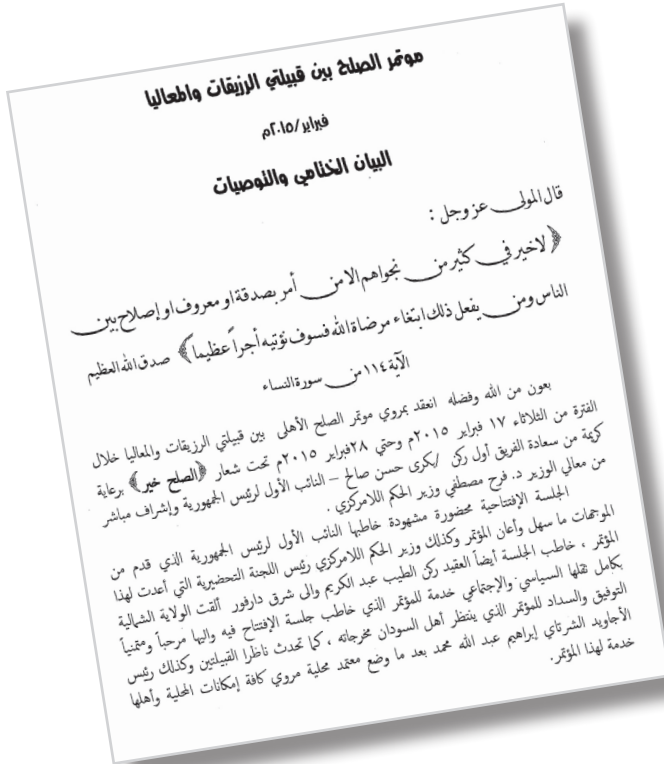 موتمر الصلح بين قبيلتي الرزيقات والمعاليا
فبراير/٢٠١٥م
البيان الختامي والتوصيات
قال المولى عز وجل :
﴿ لاخير في كثير من نجواهم الا من أمر بصدقة او معروف او إصلاح بين
الناس ومن يفعل ذلك ابتغاء مرضاة الله فسوف نؤتيه أجراً عظيما ﴾ صدق الله العظيم
الآية ١١٤ من سورة النساء
بعون من الله وفضله انعقد بمروي موتمر الصلح الأهلى بين قبيلتي الرزيقات والمعاليا خلال
الفترة من الثلاثاء ١٧ فبراير ٢٠١٥م وحتي ٢٨فبراير ٢٠١٥م تحت شعار ﴿الصلح خير﴾ برعاية
كريمة من سعادة الفريق أول ركن /بكرى حسن صالح – النائب الأول لرئيس الجمهورية وإشراف مباشر
من معالي الوزير د. فرح مصطفي وزير الحكم اللامركزي .
الجلسة الإفتتاحية محضورة مشهودة خاطبها النائب الأول لرئيس الجمهورية الذي قدم من
الموجهات ما سهل وأعان المؤتمر وكذلك وزير الحكم اللامركزي رئيس اللجنة التحضيرية التي أعدت لهذا
المؤتمر ، خاطب الجلسة أيضاً العقيد ركن الطيب عبد الكريم والى شرق دارفور ألقت الولاية الشمالية
بكامل ثقلها السياسي والإجتماعي خدمة للمؤتمر الذي خاطب جلسة الإفتتاح فيه واليها مرحباً ومتمنياً
التوفيق والسداد للمؤتمر الذي ينتظر أهل السودان مخرجاته ، كما تحدث ناظرا القبيلتين وكذلك رئيس
الأجاويد الشرتاي إبراهيم عبد الله محمد بعد ما وضع معتمد محلية مروي كافة إمكانات المحلية وأهلها
خدمة لهذا المؤتمر.